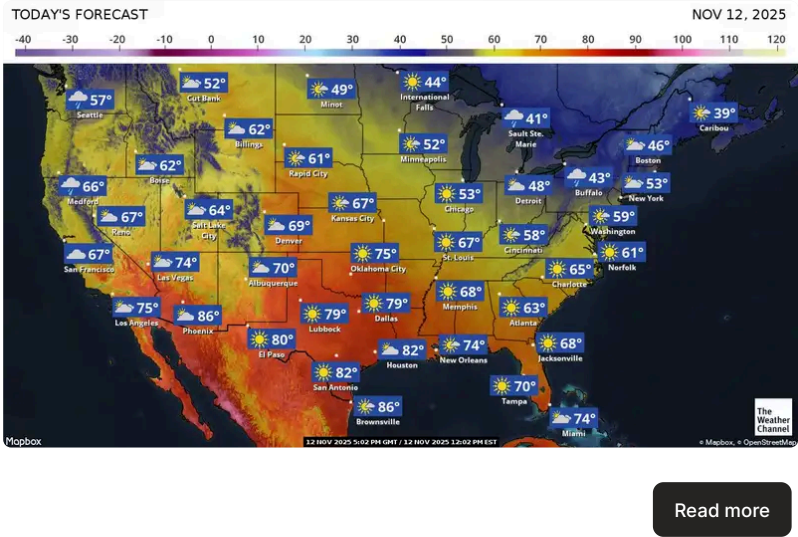 TODAY'S FORECAST
NOV 12, 2025
-40 -30 -20 -10 0 10 20 30 40 50 60 70 80 90 100 110 120
52°
Cut Bank
49°
Minot
44°
International
Falls
57°
Seattle
41°
Sault Ste.
Marie
39°
Caribou
62°
Billings
52°
Minneapolis
46°
Boston
62°
Boise
61°
Rapid City
66°
Medford
53°
Chicago
48°
Detroit
43°
Buffalo
53°
New York
67°
Reno
64°
Salt Lake
City
69°
Denver
67°
Kansas City
59°
Washington
67°
San Francisco
74°
Las Vegas
70°
Albuquerque
75°
Oklahoma City
67°
St. Louis
58°
Cincinnati
61°
Norfolk
65°
Charlotte
75°
Los Angeles
86°
Phoenix
79°
Lubbock
79°
Dallas
68°
Memphis
63°
Atlanta
80°
El Paso
82°
Houston
74°
New Orleans
68°
Jacksonville
82°
San Antonio
70°
Tampa
86°
Brownsville
74°
Miami
The
Weather
Channel
Mapbox
12 NOV 2025 5:02 PM GMT / 12 NOV 2025 12:02 PM EST
© Mapbox, © OpenStreetMap
Read more